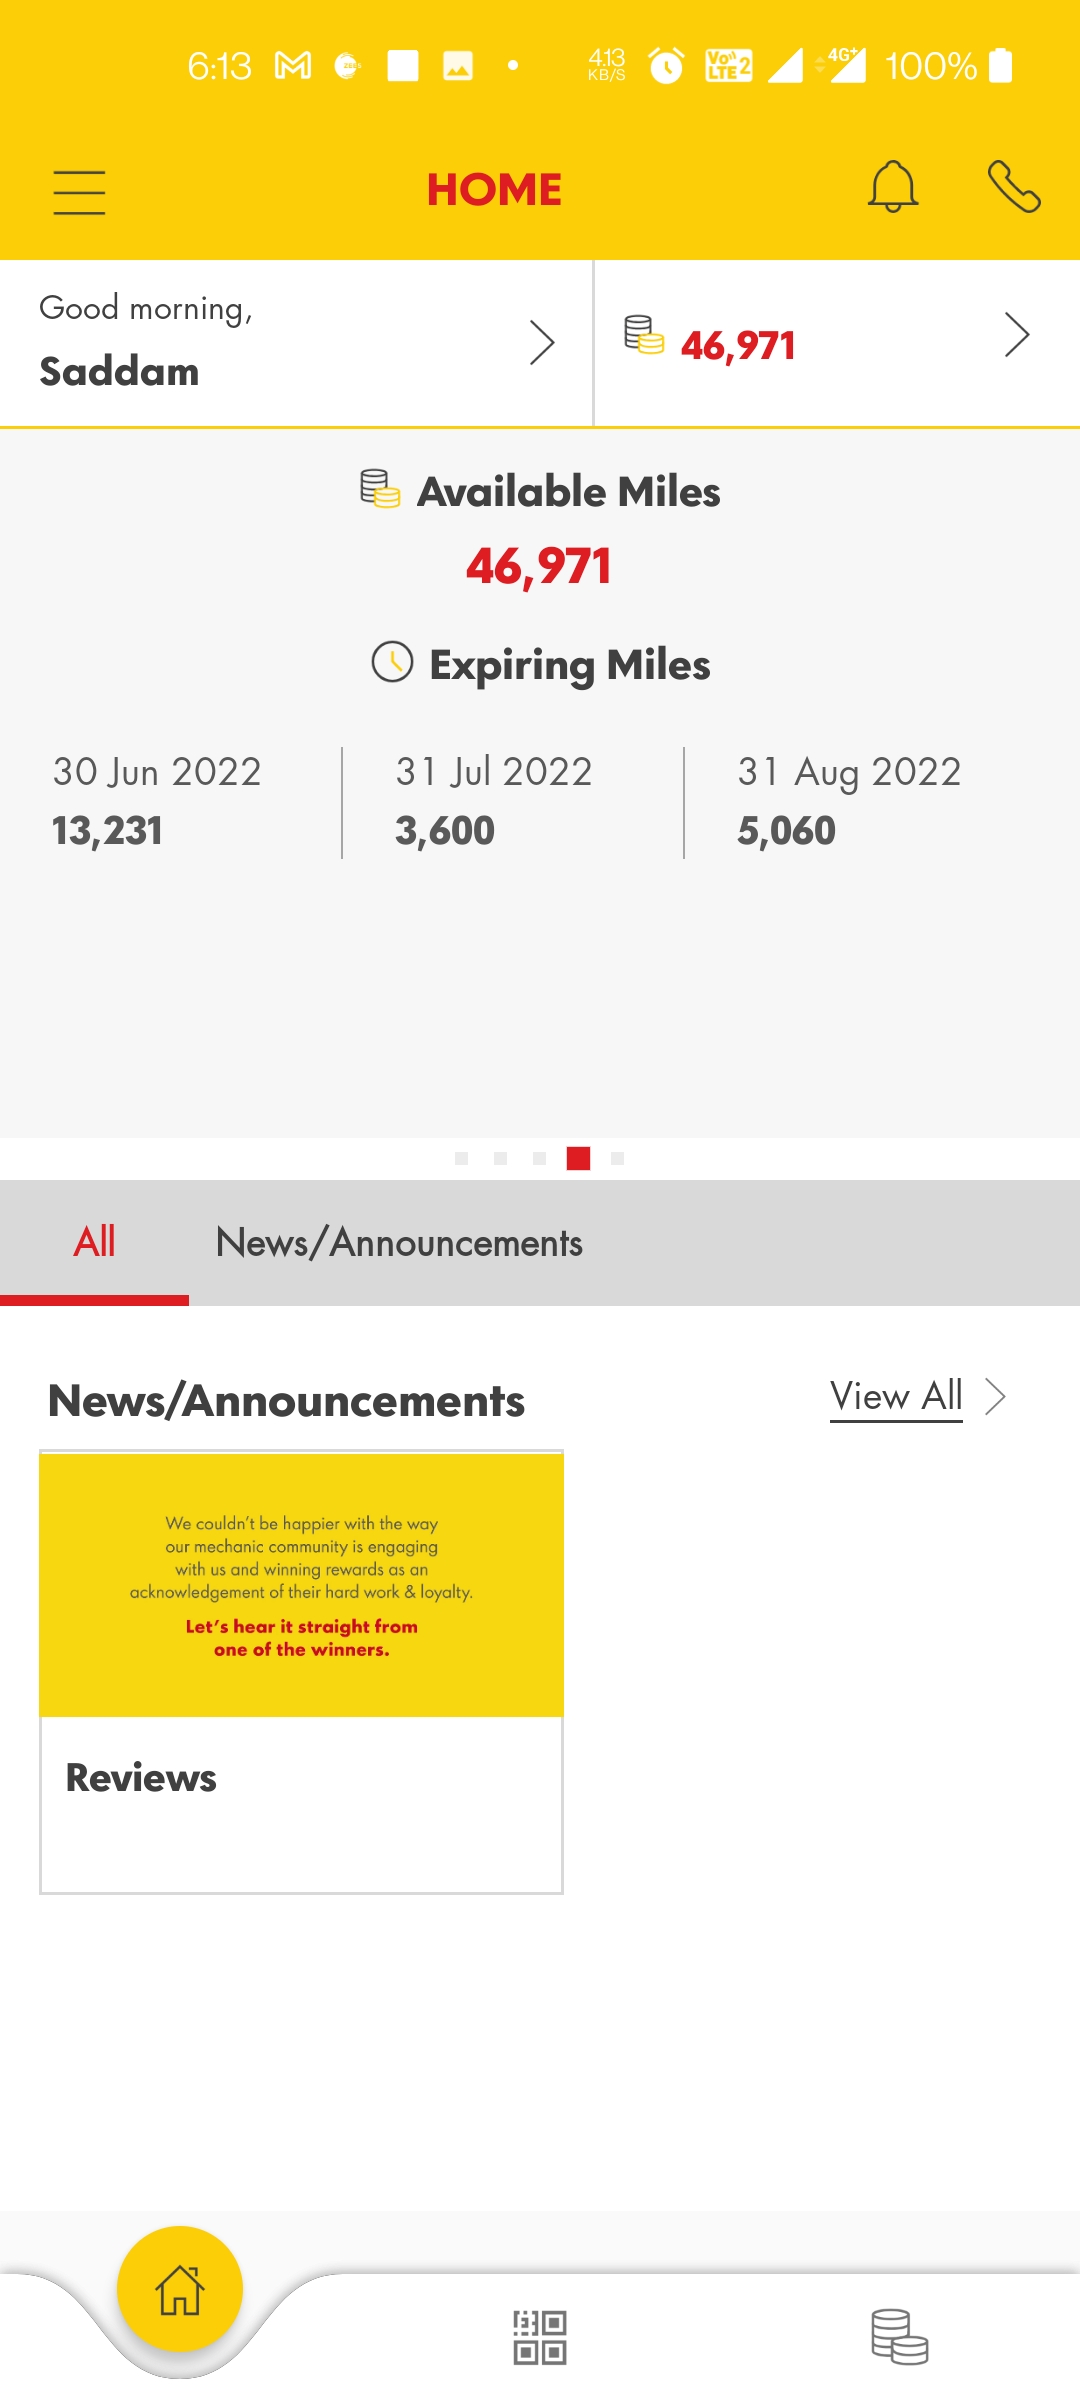 6:13
4.13
KB/S
Vo)) 2
LTE
4G+
100%
HOME
Good morning,
Saddam
46,971
Available Miles
46,971
Expiring Miles
30 Jun 2022
13,231
31 Jul 2022
3,600
31 Aug 2022
5,060
All
News/Announcements
News/Announcements
View All
We couldn't be happier with the way
our mechanic community is engaging
with us and winning rewards as an
acknowledgement of their hard work & loyalty.
Let's hear it straight from
one of the winners.
Reviews